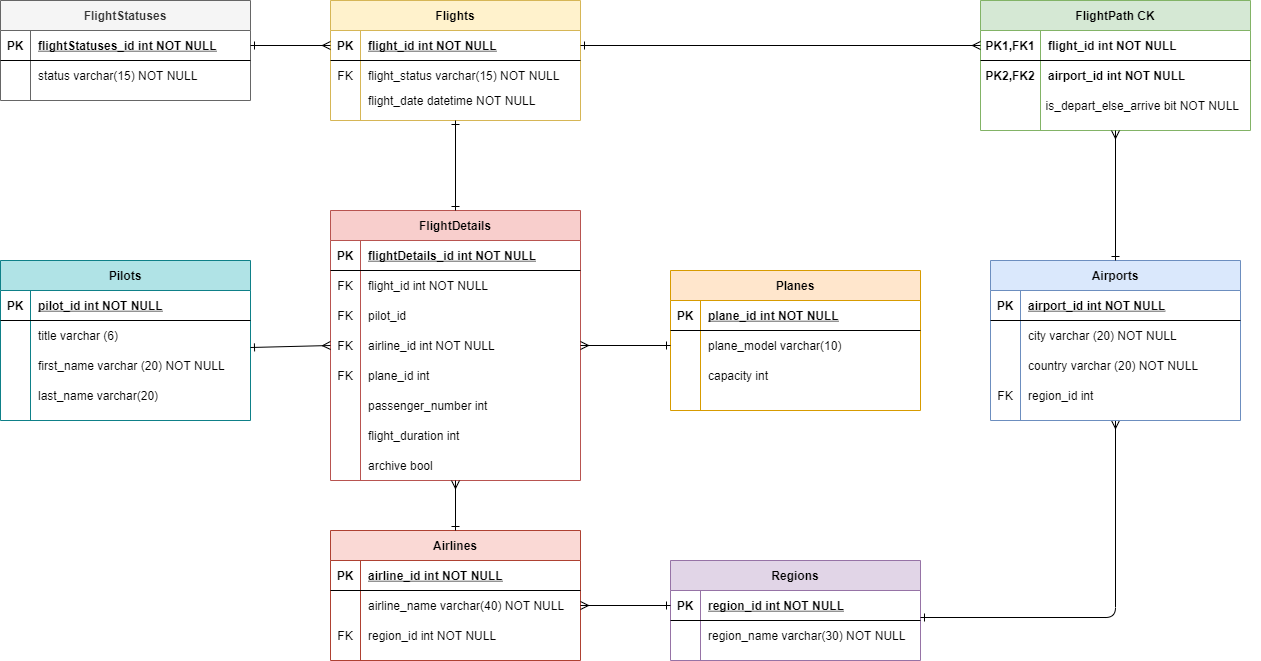 FlightStatuses
PK flightStatuses_id int NOT NULL
status varchar(15) NOT NULL
Flights
PK flight_id int NOT NULL
FK flight_status varchar(15) NOT NULL
flight_date datetime NOT NULL
FlightPath CK
PK1,FK1 flight_id int NOT NULL
PK2,FK2 airport_id int NOT NULL
is_depart_else_arrive bit NOT NULL
Pilots
PK pilot_id int NOT NULL
title varchar (6)
first_name varchar (20) NOT NULL
last_name varchar(20)
FlightDetails
PK flightDetails_id int NOT NULL
FK flight_id int NOT NULL
FK pilot_id
FK airline_id int NOT NULL
FK plane_id int
passenger_number int
flight_duration int
archive bool
Planes
PK plane_id int NOT NULL
plane_model varchar(10)
capacity int
Airports
PK airport_id int NOT NULL
city varchar (20) NOT NULL
country varchar (20) NOT NULL
FK region_id int
Airlines
PK airline_id int NOT NULL
airline_name varchar(40) NOT NULL
FK region_id int NOT NULL
Regions
PK region_id int NOT NULL
region_name varchar(30) NOT NULL